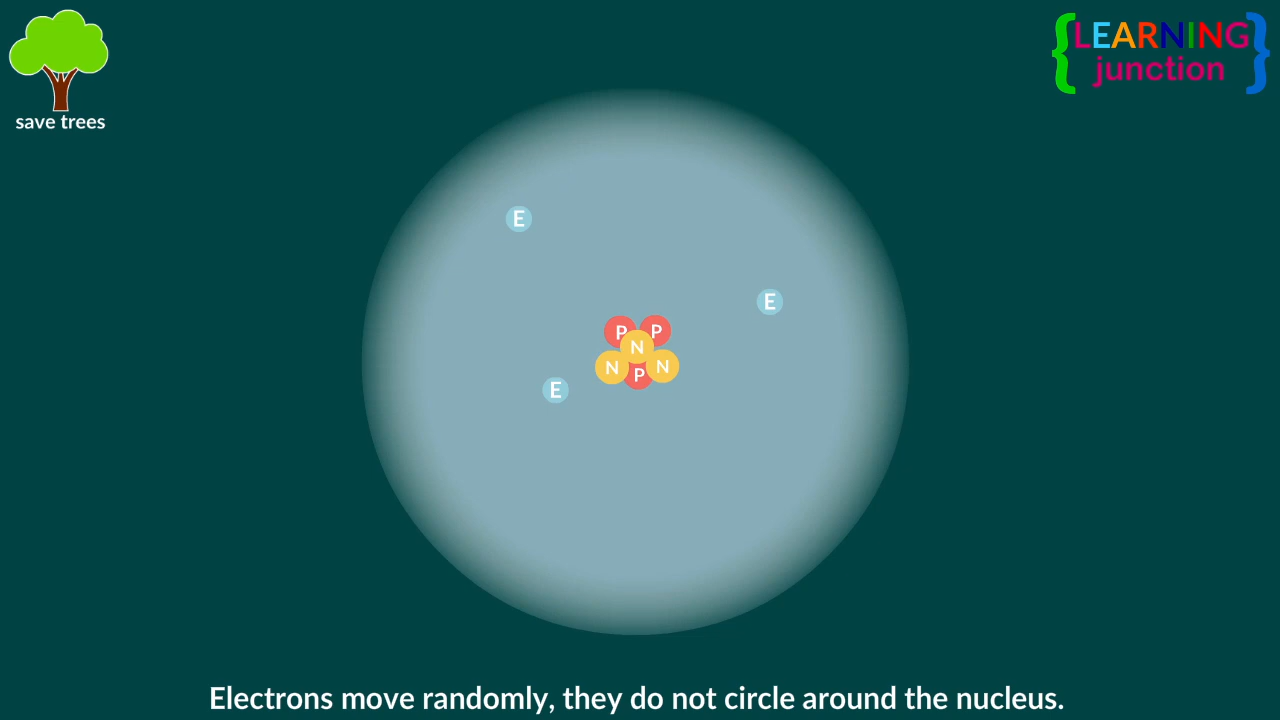 save trees
{LEARNING}
junction
E
E
P P
N
N P N
E
Electrons move randomly, they do not circle around the nucleus.